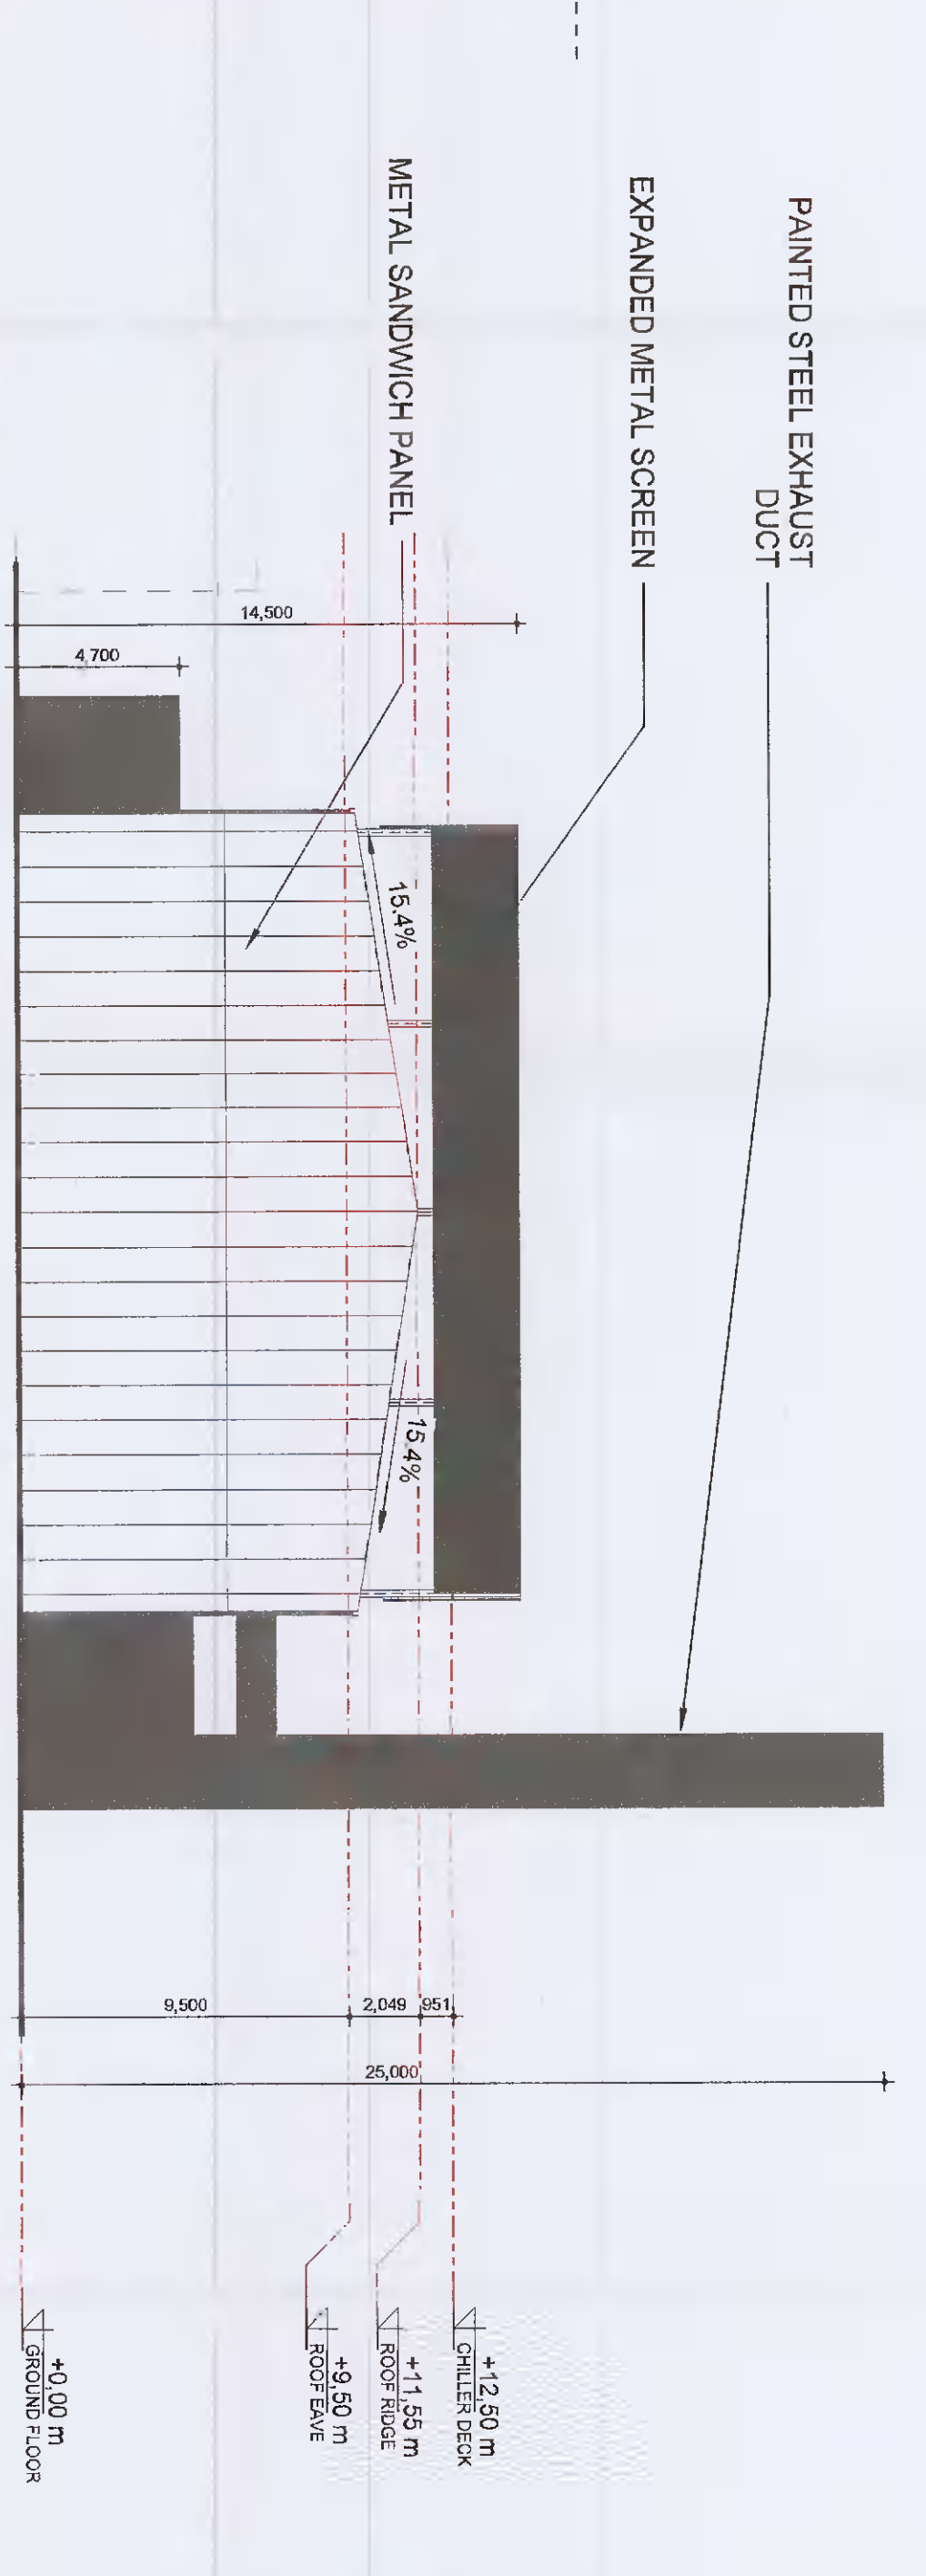 PAINTED STEEL EXHAUST
DUCT
EXPANDED METAL SCREEN
METAL SANDWICH PANEL
14,500
4,700
15.4%
15.4%
9,500
2,049
951
25,000
+12,50 m
CHILLER DECK
+11,55 m
ROOF RIDGE
+9,50 m
ROOF EAVE
+0,00 m
GROUND FLOOR